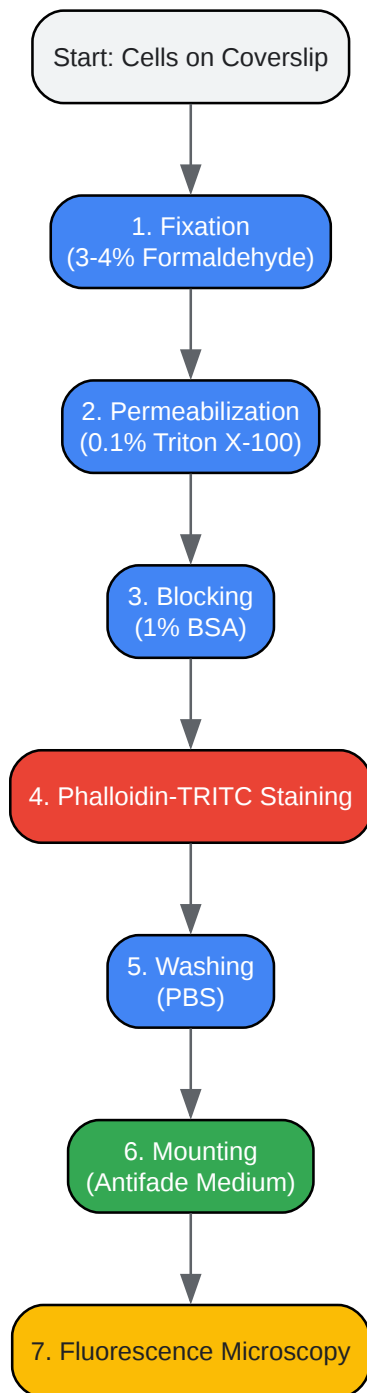 Start: Cells on Coverslip
1. Fixation
(3-4% Formaldehyde)
2. Permeabilization
(0.1% Triton X-100)
3. Blocking
(1% BSA)
4. Phalloidin-TRITC Staining
5. Washing
(PBS)
6. Mounting
(Antifade Medium)
7. Fluorescence Microscopy